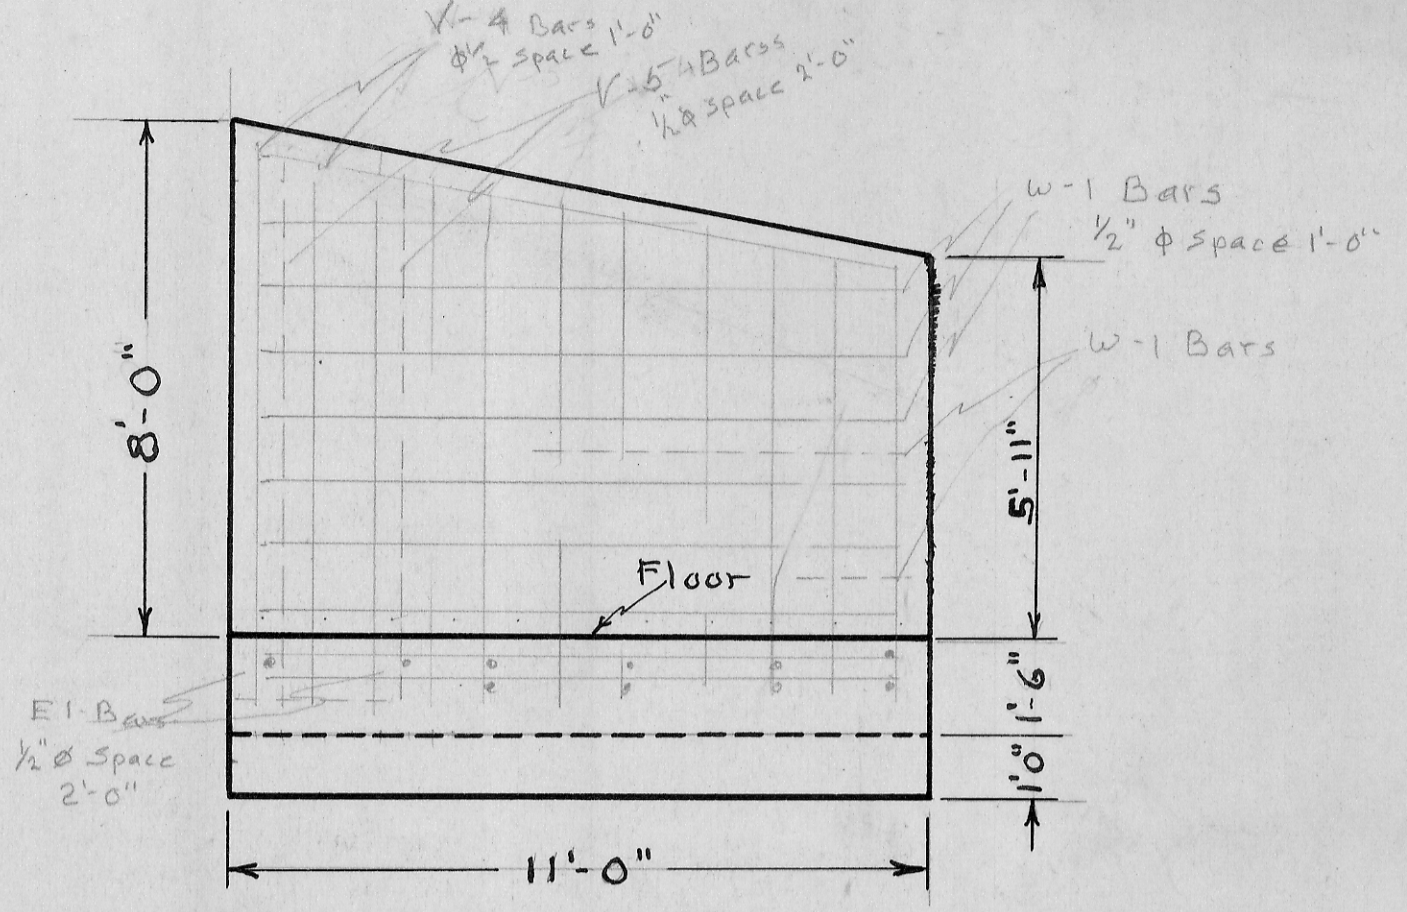 V-4 Bars
ϕ½ Space 1'-0"
V-5 4 Barss
½"ϕ Space 2'-0"
W-1 Bars
½" ϕ Space 1'-0"
W-1 Bars
8'-0"
5'-11"
Floor
E1-Bars
½"ϕ Space
2'-0"
1'-6"
1'0"
11'-0"